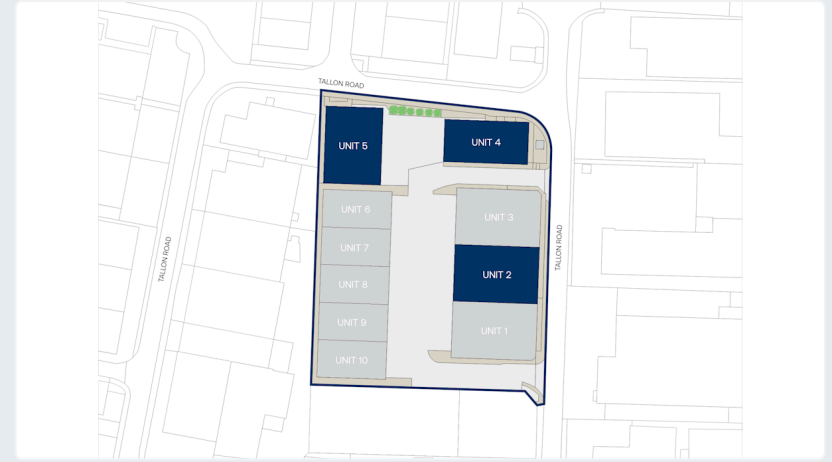 TALLON ROAD
UNIT 5
UNIT 4
UNIT 6
UNIT 3
UNIT 7
TALLON ROAD
TALLON ROAD
UNIT 2
UNIT 8
UNIT 9
UNIT 1
UNIT 10